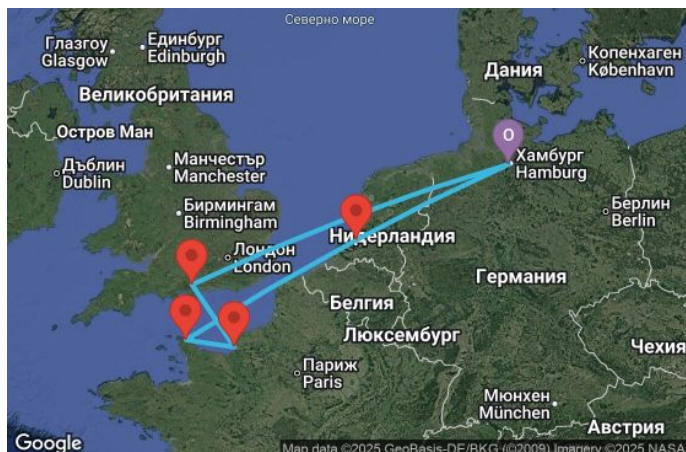 Северно море
Глазгоу
Glasgow
Единбург
Edinburgh
Копенхаген
København
Дания
Великобритания
O
Остров Ман
Хамбург
Hamburg
Дъблин
Dublin
Манчестър
Manchester
Берлин
Berlin
Бирмингам
Birmingham
Нидерландия
Лондон
London
Германия
Белгия
Люксембург
Чехия
Париж
Paris
Мюнхен
München
Австрия
Google
Map data ©2025 GeoBasis-DE/BKG (©2009) Imagery ©2025 NASA